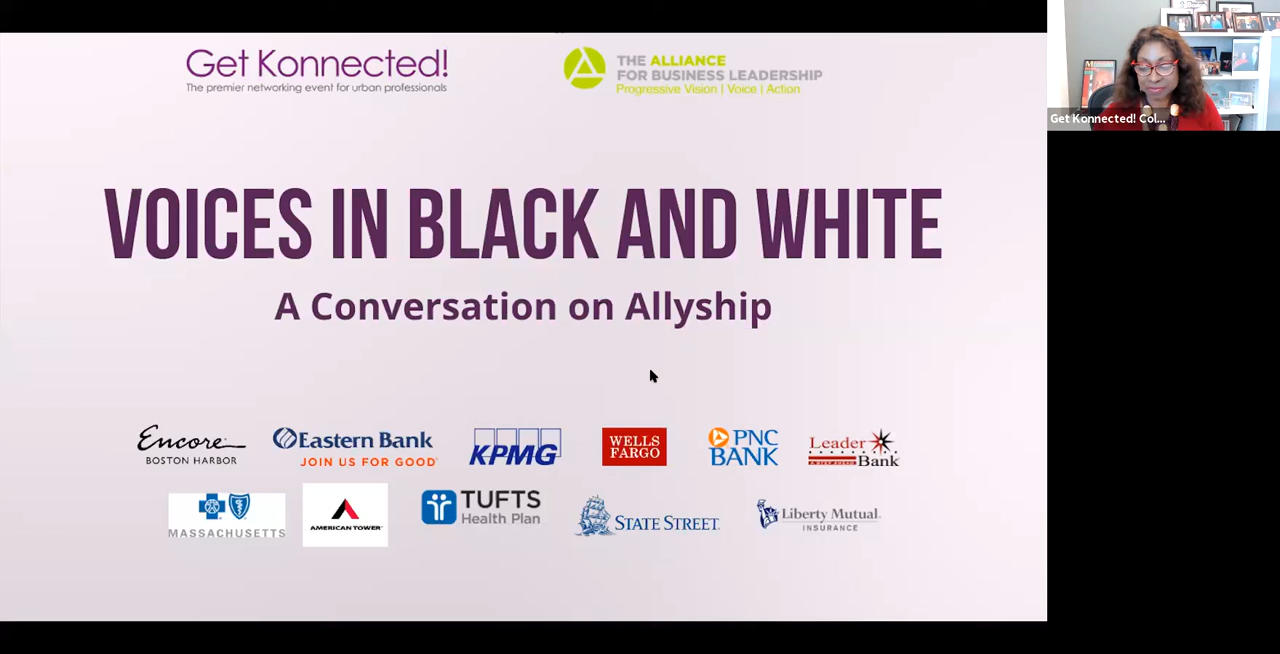 Get Konnected!
The premier networking event for urban professionals
THE ALLIANCE
FOR BUSINESS LEADERSHIP
Progressive Vision | Voice | Action
Get Konnected! Col...
VOICES IN BLACK AND WHITE
A Conversation on Allyship
Encore
BOSTON HARBOR
Eastern Bank
JOIN US FOR GOOD
KPMG
WELLS
FARGO
PNC
BANK
Leader
Bank
MASSACHUSETTS
AMERICAN TOWER
TUFTS
Health Plan
STATE STREET
Liberty Mutual
INSURANCE